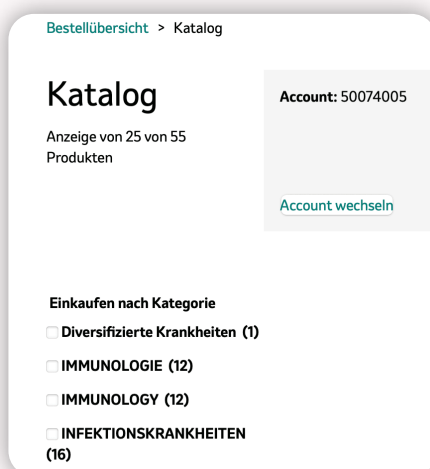 Bestellübersicht > Katalog
Katalog
Account: 50074005
Anzeige von 25 von 55
Produkten
Account wechseln
Einkaufen nach Kategorie
Diversifizierte Krankheiten (1)
IMMUNOLOGIE (12)
IMMUNOLOGY (12)
INFEKTIONSKRANKHEITEN
(16)